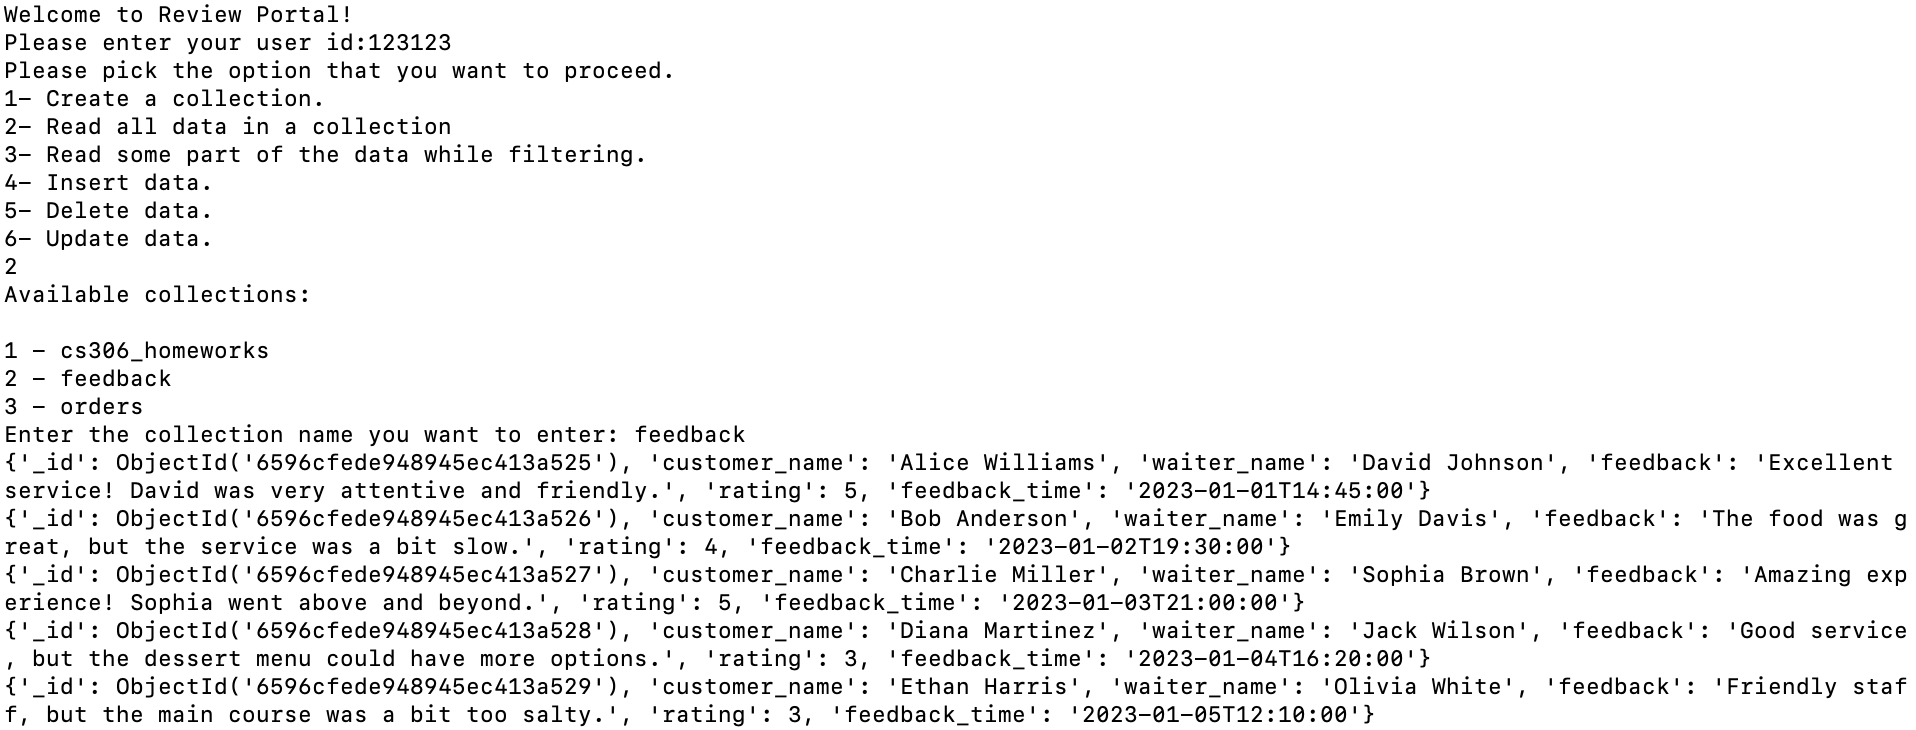 Welcome to Review Portal!
Please enter your user id:123123
Please pick the option that you want to proceed.
1- Create a collection.
2- Read all data in a collection
3- Read some part of the data while filtering.
4- Insert data.
5- Delete data.
6- Update data.
2
Available collections:
1 - cs306_homeworks
2 - feedback
3 - orders
Enter the collection name you want to enter: feedback
{'_id': ObjectId('6596cfede948945ec413a525'), 'customer_name': 'Alice Williams', 'waiter_name': 'David Johnson', 'feedback': 'Excellent
service! David was very attentive and friendly.', 'rating': 5, 'feedback_time': '2023-01-01T14:45:00'}
{'_id': ObjectId('6596cfede948945ec413a526'), 'customer_name': 'Bob Anderson', 'waiter_name': 'Emily Davis', 'feedback': 'The food was g
reat, but the service was a bit slow.', 'rating': 4, 'feedback_time': '2023-01-02T19:30:00'}
{'_id': ObjectId('6596cfede948945ec413a527'), 'customer_name': 'Charlie Miller', 'waiter_name': 'Sophia Brown', 'feedback': 'Amazing exp
erience! Sophia went above and beyond.', 'rating': 5, 'feedback_time': '2023-01-03T21:00:00'}
{'_id': ObjectId('6596cfede948945ec413a528'), 'customer_name': 'Diana Martinez', 'waiter_name': 'Jack Wilson', 'feedback': 'Good service
, but the dessert menu could have more options.', 'rating': 3, 'feedback_time': '2023-01-04T16:20:00'}
{'_id': ObjectId('6596cfede948945ec413a529'), 'customer_name': 'Ethan Harris', 'waiter_name': 'Olivia White', 'feedback': 'Friendly staf
f, but the main course was a bit too salty.', 'rating': 3, 'feedback_time': '2023-01-05T12:10:00'}